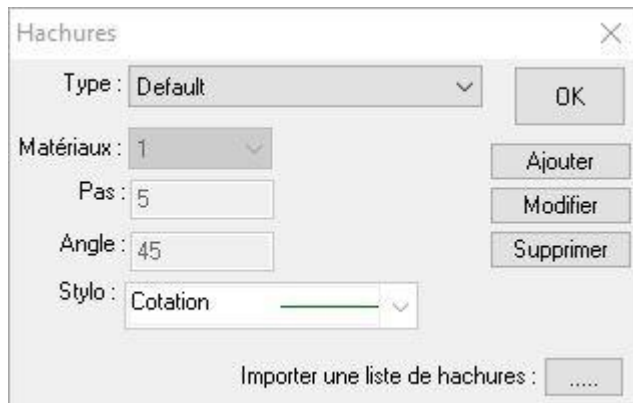 Hachures
Type : Default
OK
Matériaux : 1
Ajouter
Pas : 5
Modifier
Angle : 45
Supprimer
Stylo : Cotation
Importer une liste de hachures : .....